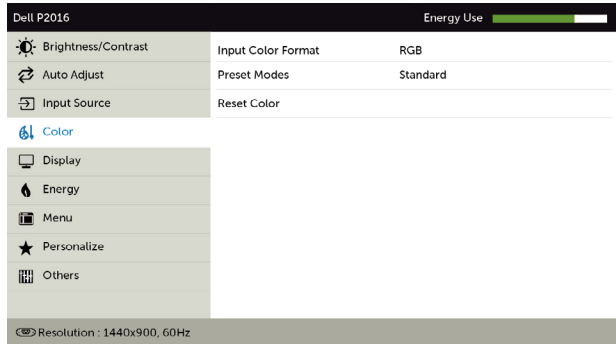 Dell P2016
Energy Use
Brightness/Contrast
Auto Adjust
Input Source
Color
Display
Energy
Menu
Personalize
Others
Input Color Format RGB
Preset Modes Standard
Reset Color
Resolution : 1440x900, 60Hz